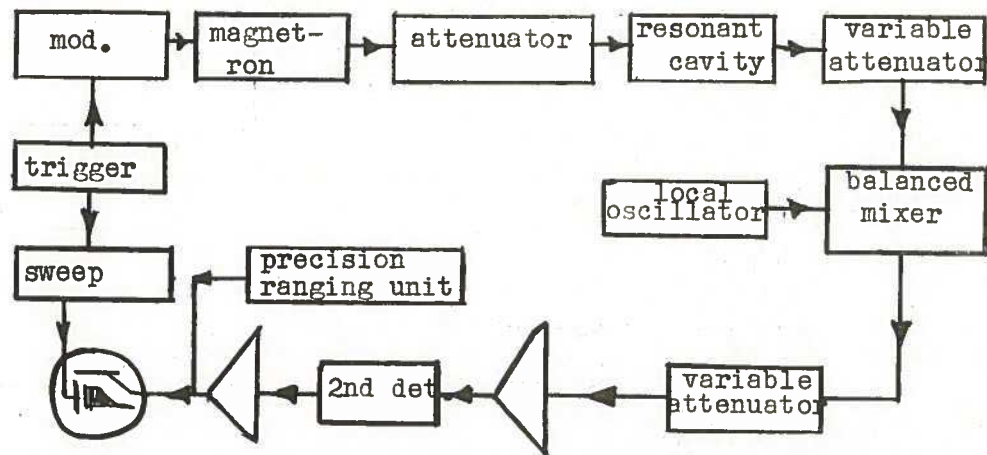 mod.
magnet-
ron
attenuator
resonant
cavity
variable
attenuator
trigger
local
oscillator
balanced
mixer
sweep
precision
ranging unit
2nd det
variable
attenuator